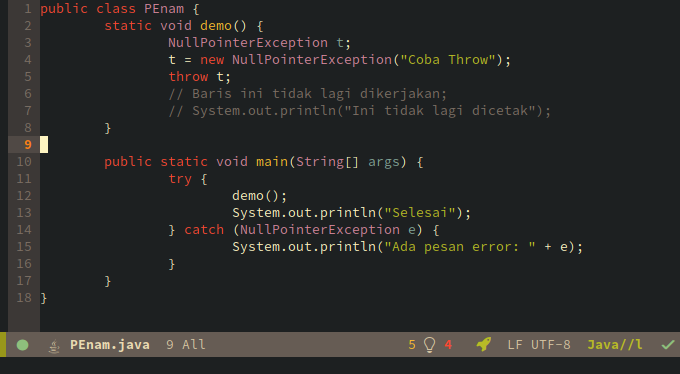 1 public class PEnam {
2 static void demo() {
3 NullPointerException t;
4 t = new NullPointerException("Coba Throw");
5 throw t;
6 // Baris ini tidak lagi dikerjakan;
7 // System.out.println("Ini tidak lagi dicetak");
8 }
9
10 public static void main(String[] args) {
11 try {
12 demo();
13 System.out.println("Selesai");
14 } catch (NullPointerException e) {
15 System.out.println("Ada pesan error: " + e);
16 }
17 }
18 }
PEnam.java 9 All 5 4 LF UTF-8 Java//l